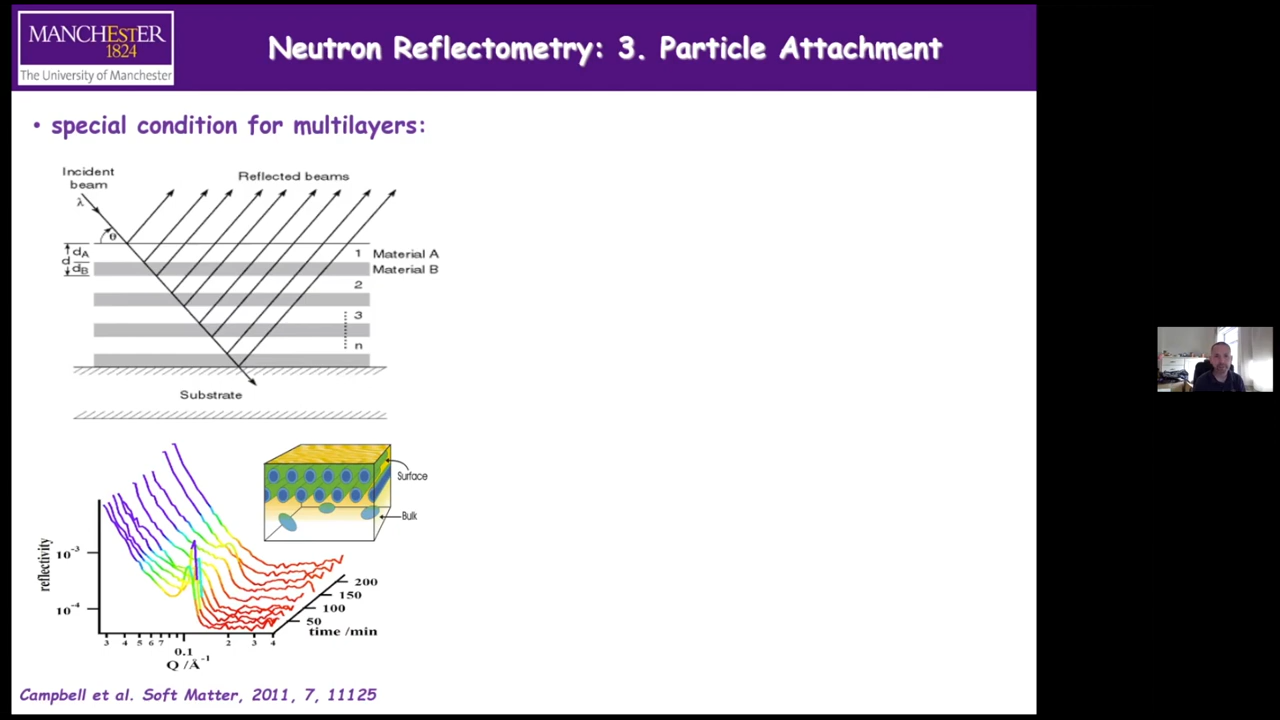 MANCHESTER
1824
The University of Manchester
Neutron Reflectometry: 3. Particle Attachment
• special condition for multilayers:
Incident
beam
Reflected beams
λ
θ
dA
d
dB
1
Material A
Material B
2
3
n
Substrate
Surface
Bulk
reflectivity
10-3
10-4
200
150
100
50
time /min
3 4 5 6 7 2 3 4
0.1
Q /Å-1
Campbell et al. Soft Matter, 2011, 7, 11125